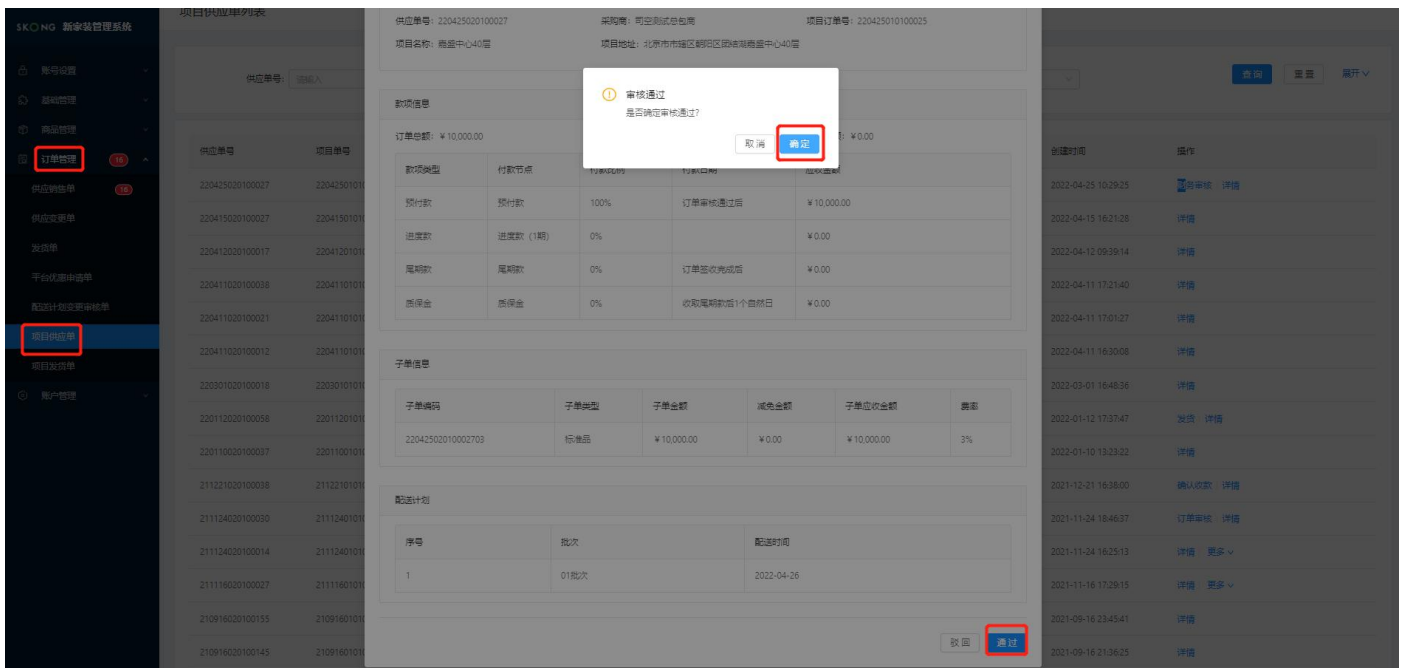 SKONG 新家装管理系统
项目供应单列表
供应单号：220425020100027 采购商：司空测试总包商 项目订单号：220425010100025
项目名称：霞盛中心40层 项目地址：北京市市辖区朝阳区团结湖霞盛中心40层
账号设置
基础管理
商品管理
订单管理 16
供应销售单 16
供应变更单
发货单
平台优惠申请单
配送计划变更审核单
项目供应单
项目发货单
账户管理
供应单号： 请输入
查询 重置 展开
审核通过
是否确定审核通过?
取消 确定
款项信息
订单总额：￥10,000.00 ：￥0.00
款项类型 付款节点 付款比例 付款日期 应收金额
预付款 预付款 100% 订单审核通过后 ￥10,000.00
进度款 进度款（1期） 0% ￥0.00
尾期款 尾期款 0% 订单签收完成后 ￥0.00
质保金 质保金 0% 收取尾期款后1个自然日 ￥0.00
子单信息
子单编码 子单类型 子单金额 减免金额 子单应收金额 费率
22042502010002703 标准品 ￥10,000.00 ￥0.00 ￥10,000.00 3%
配送计划
序号 批次 配送时间
1 01批次 2022-04-26
驳回 通过
供应单号 项目单号 创建时间 操作
220425020100027 2204250101 2022-04-25 10:29:25 务审核 详情
220415020100027 2204150101 2022-04-15 16:21:28 详情
220412020100017 2204120101 2022-04-12 09:39:14 详情
220411020100038 2204110101 2022-04-11 17:21:40 详情
220411020100021 2204110101 2022-04-11 17:01:27 详情
220411020100012 2204110101 2022-04-11 16:30:08 详情
220301020100018 2203010101 2022-03-01 16:48:36 详情
220112020100058 2201120101 2022-01-12 17:37:47 发货 详情
220110020100037 2201100101 2022-01-10 13:23:22 详情
211221020100038 2112210101 2021-12-21 16:38:00 确认收款 详情
211124020100030 2111240101 2021-11-24 18:46:37 订单审核 详情
211124020100014 2111240101 2021-11-24 16:25:13 详情 更多
211116020100027 2111160101 2021-11-16 17:29:15 详情 更多
210916020100155 2109160101 2021-09-16 23:45:41 详情
210916020100145 2109160101 2021-09-16 21:36:25 详情